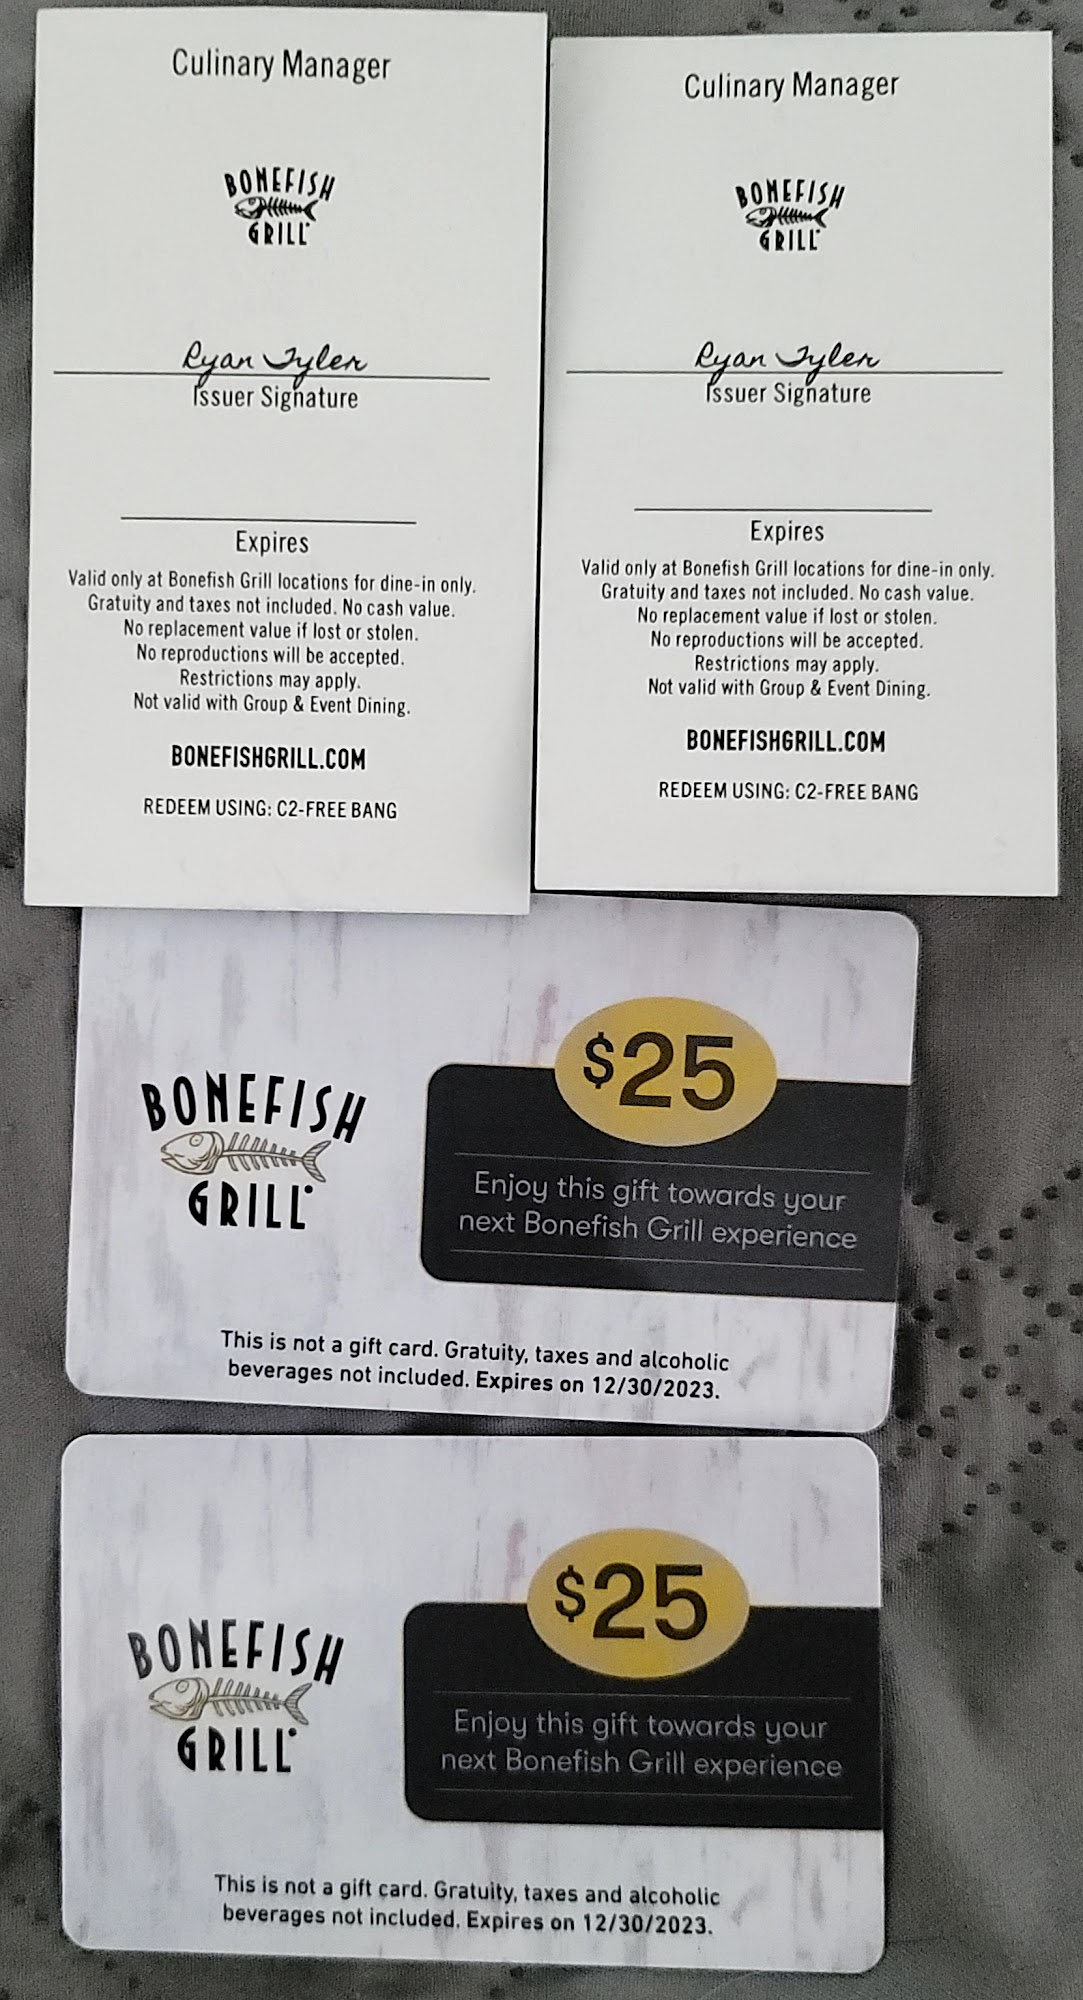 Culinary Manager
BONEFISH
GRILL
Ryan Tyler
Issuer Signature
Expires
Valid only at Bonefish Grill locations for dine-in only.
Gratuity and taxes not included. No cash value.
No replacement value if lost or stolen.
No reproductions will be accepted.
Restrictions may apply.
Not valid with Group & Event Dining.
BONEFISHGRILL.COM
REDEEM USING: C2-FREE BANG
Culinary Manager
BONEFISH
GRILL
Ryan Tyler
Issuer Signature
Expires
Valid only at Bonefish Grill locations for dine-in only.
Gratuity and taxes not included. No cash value.
No replacement value if lost or stolen.
No reproductions will be accepted.
Restrictions may apply.
Not valid with Group & Event Dining.
BONEFISHGRILL.COM
REDEEM USING: C2-FREE BANG
BONEFISH
GRILL
$25
Enjoy this gift towards your
next Bonefish Grill experience
This is not a gift card. Gratuity, taxes and alcoholic
beverages not included. Expires on 12/30/2023.
BONEFISH
GRILL
$25
Enjoy this gift towards your
next Bonefish Grill experience
This is not a gift card. Gratuity, taxes and alcoholic
beverages not included. Expires on 12/30/2023.